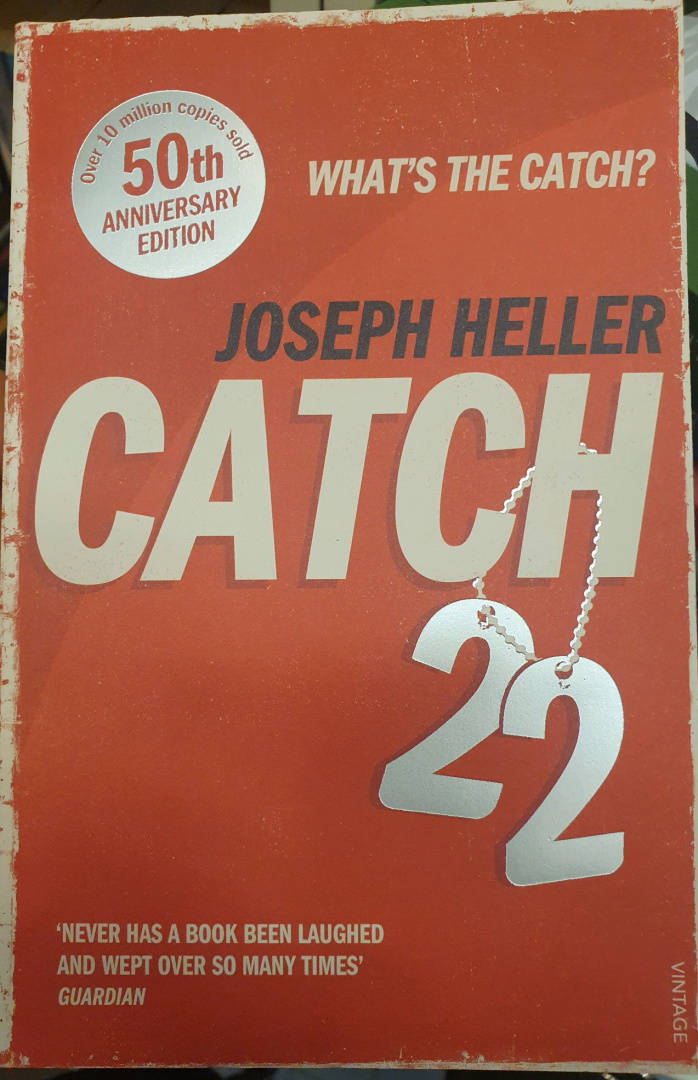 Over 10 million copies sold
50th
ANNIVERSARY
EDITION
WHAT'S THE CATCH?
JOSEPH HELLER
CATCH
22
'NEVER HAS A BOOK BEEN LAUGHED
AND WEPT OVER SO MANY TIMES'
GUARDIAN
VINTAGE